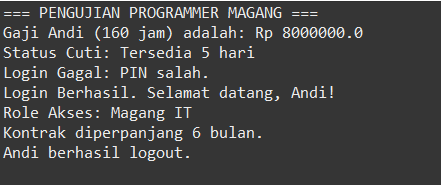 === PENGUJIAN PROGRAMMER MAGANG ===
Gaji Andi (160 jam) adalah: Rp 8000000.0
Status Cuti: Tersedia 5 hari
Login Gagal: PIN salah.
Login Berhasil. Selamat datang, Andi!
Role Akses: Magang IT
Kontrak diperpanjang 6 bulan.
Andi berhasil logout.